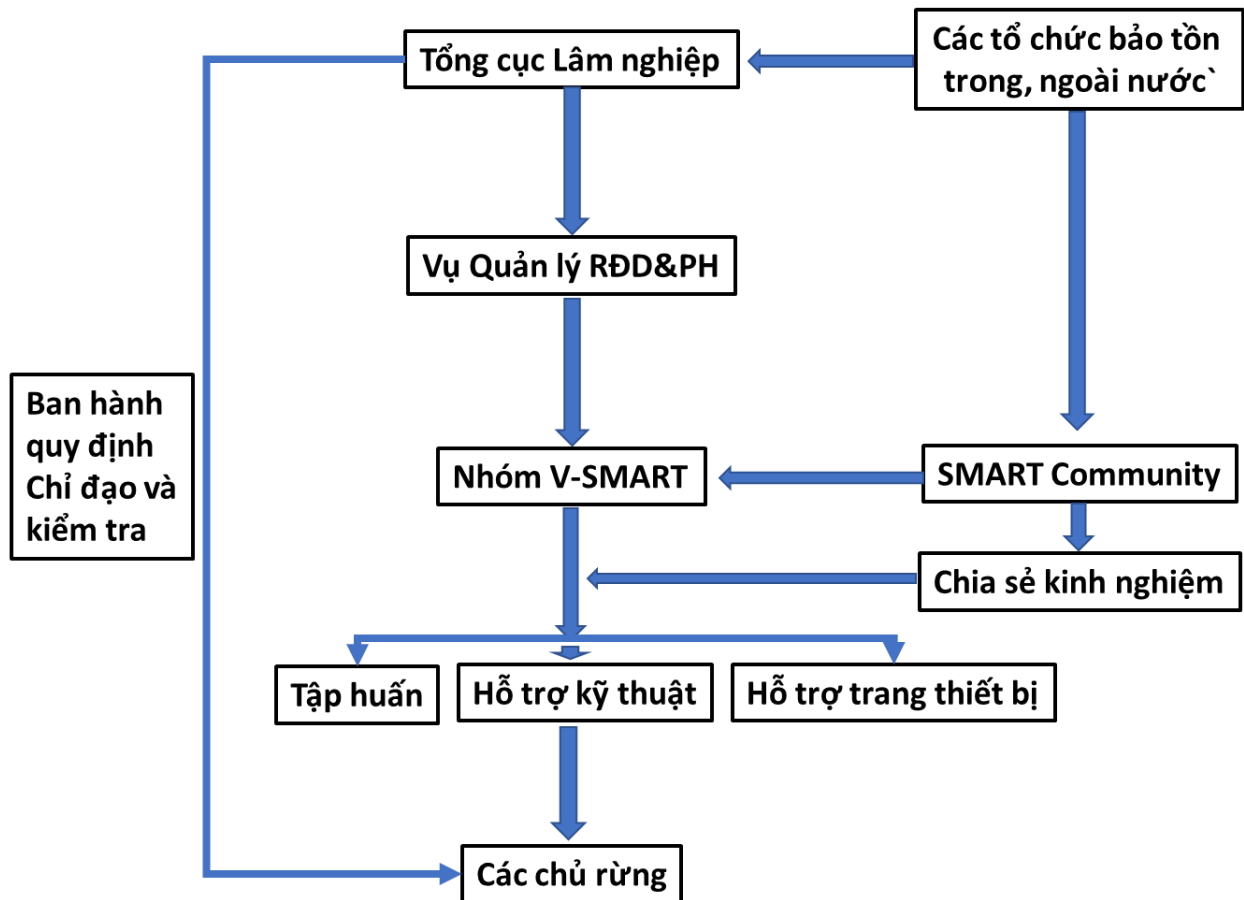 Tổng cục Lâm nghiệp
Các tổ chức bảo tồn
trong, ngoài nước`
Vụ Quản lý RĐD&PH
Ban hành
quy định
Chỉ đạo và
kiểm tra
Nhóm V-SMART
SMART Community
Chia sẻ kinh nghiệm
Tập huấn
Hỗ trợ kỹ thuật
Hỗ trợ trang thiết bị
Các chủ rừng